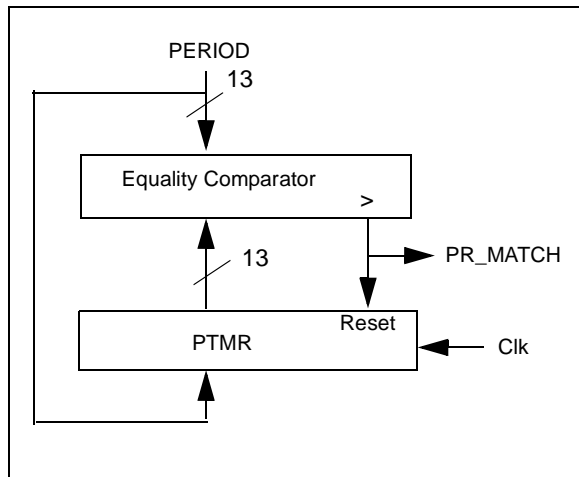 PERIOD
13
Equality Comparator
>
13
PR_MATCH
Reset
PTMR
Clk